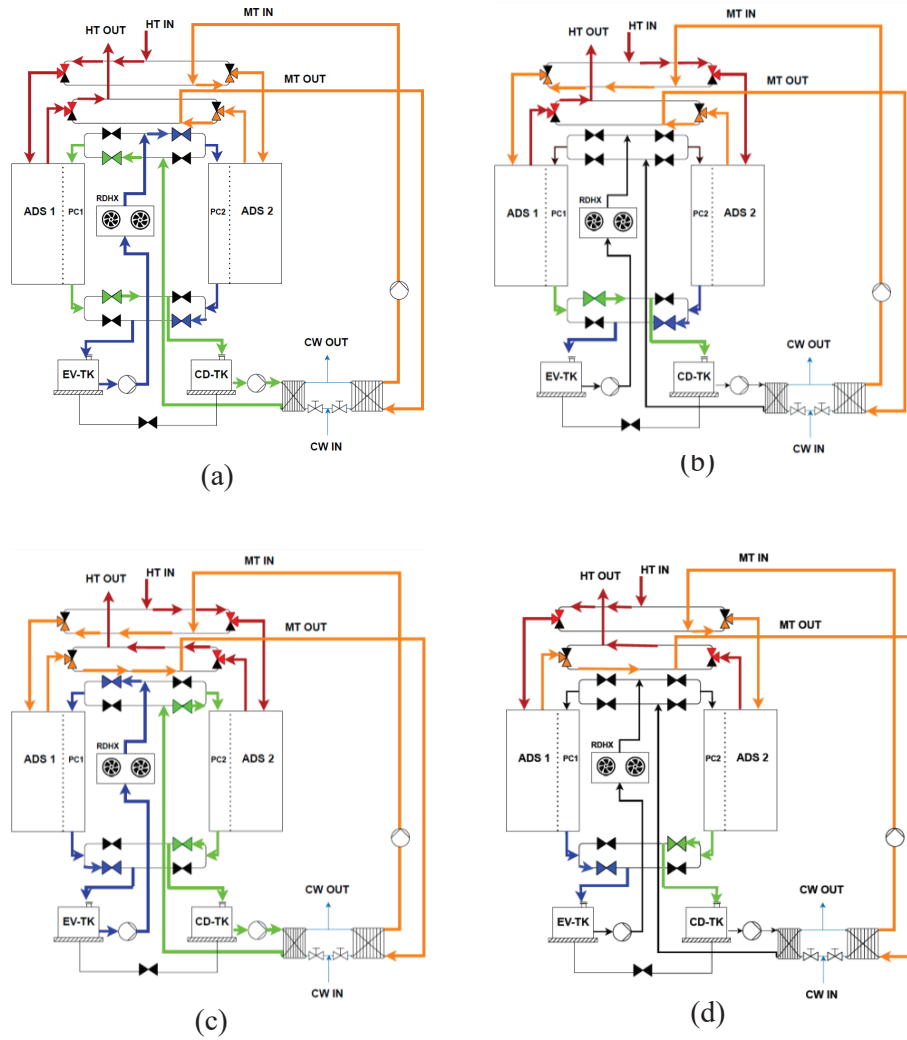 HT OUT HT IN MT IN
MT OUT
ADS 1 PC1 RDHX PC2 ADS 2
EV-TK CD-TK CW OUT
CW IN
(a)
HT OUT HT IN MT IN
MT OUT
ADS 1 PC1 RDHX PC2 ADS 2
EV-TK CD-TK CW OUT
CW IN
(b)
HT OUT HT IN MT IN
MT OUT
ADS 1 PC1 RDHX PC2 ADS 2
EV-TK CD-TK CW OUT
CW IN
(c)
HT OUT HT IN MT IN
MT OUT
ADS 1 PC1 RDHX PC2 ADS 2
EV-TK CD-TK CW OUT
CW IN
(d)